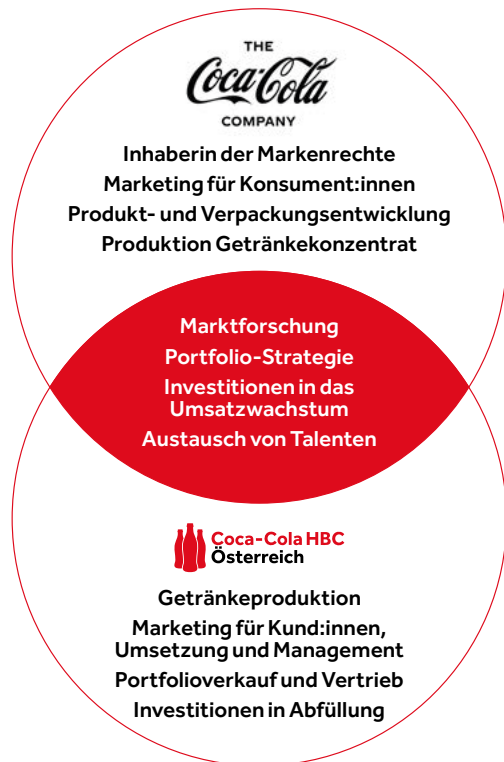 THE
Coca-Cola
COMPANY
Inhaberin der Markenrechte
Marketing für Konsument:innen
Produkt- und Verpackungsentwicklung
Produktion Getränkekonzentrat
Marktforschung
Portfolio-Strategie
Investitionen in das
Umsatzwachstum
Austausch von Talenten
Coca-Cola HBC
Österreich
Getränkeproduktion
Marketing für Kund:innen,
Umsetzung und Management
Portfolioverkauf und Vertrieb
Investitionen in Abfüllung